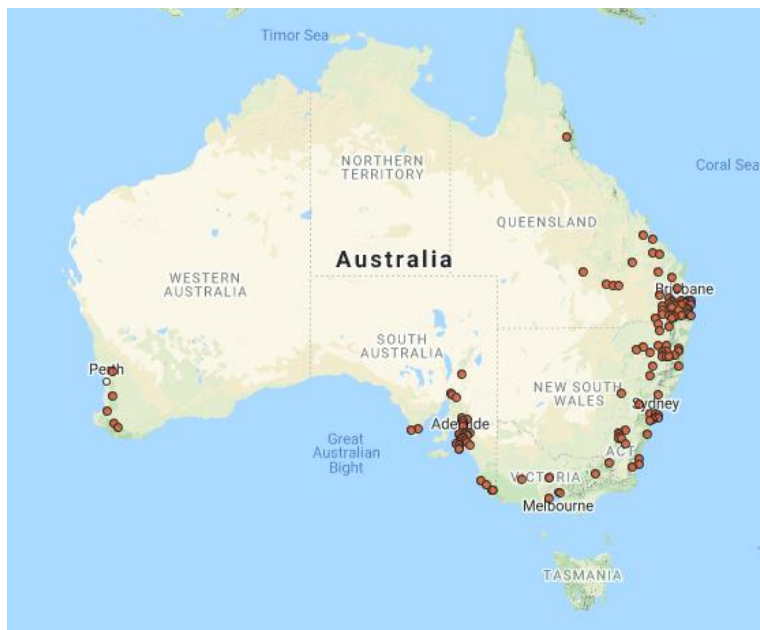 Timor Sea
Coral Sea
NORTHERN
TERRITORY
QUEENSLAND
Australia
WESTERN
AUSTRALIA
Brisbane
SOUTH
AUSTRALIA
Perth
NEW SOUTH
WALES
Sydney
Adelaide
Great
Australian
Bight
ACT
VICTORIA
Melbourne
TASMANIA